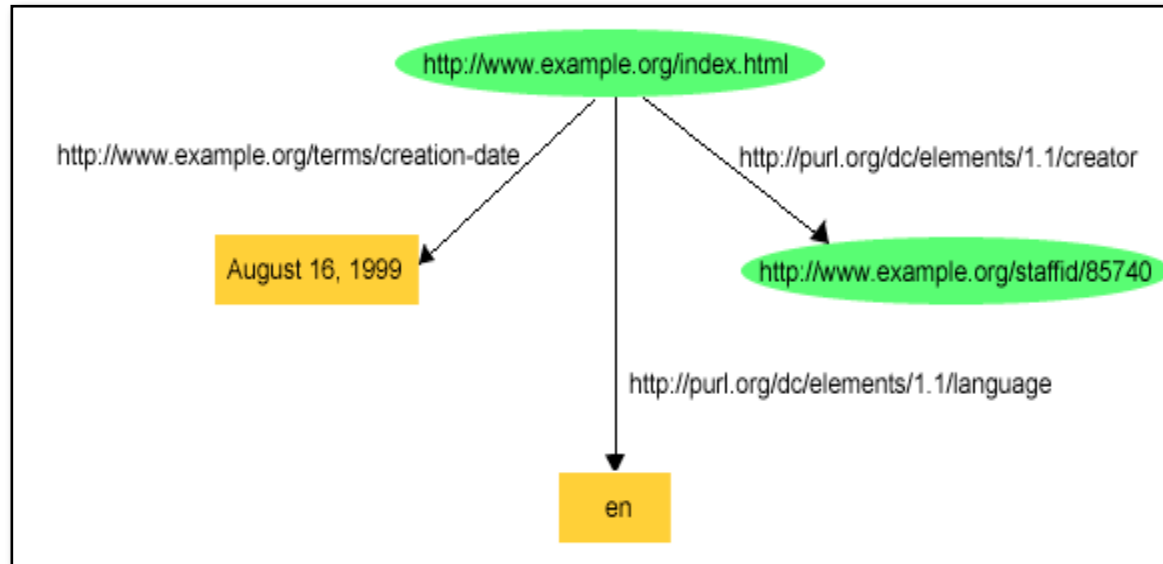 http://www.example.org/index.html
http://www.example.org/terms/creation-date
http://purl.org/dc/elements/1.1/creator
August 16, 1999
http://www.example.org/staffid/85740
http://purl.org/dc/elements/1.1/language
en